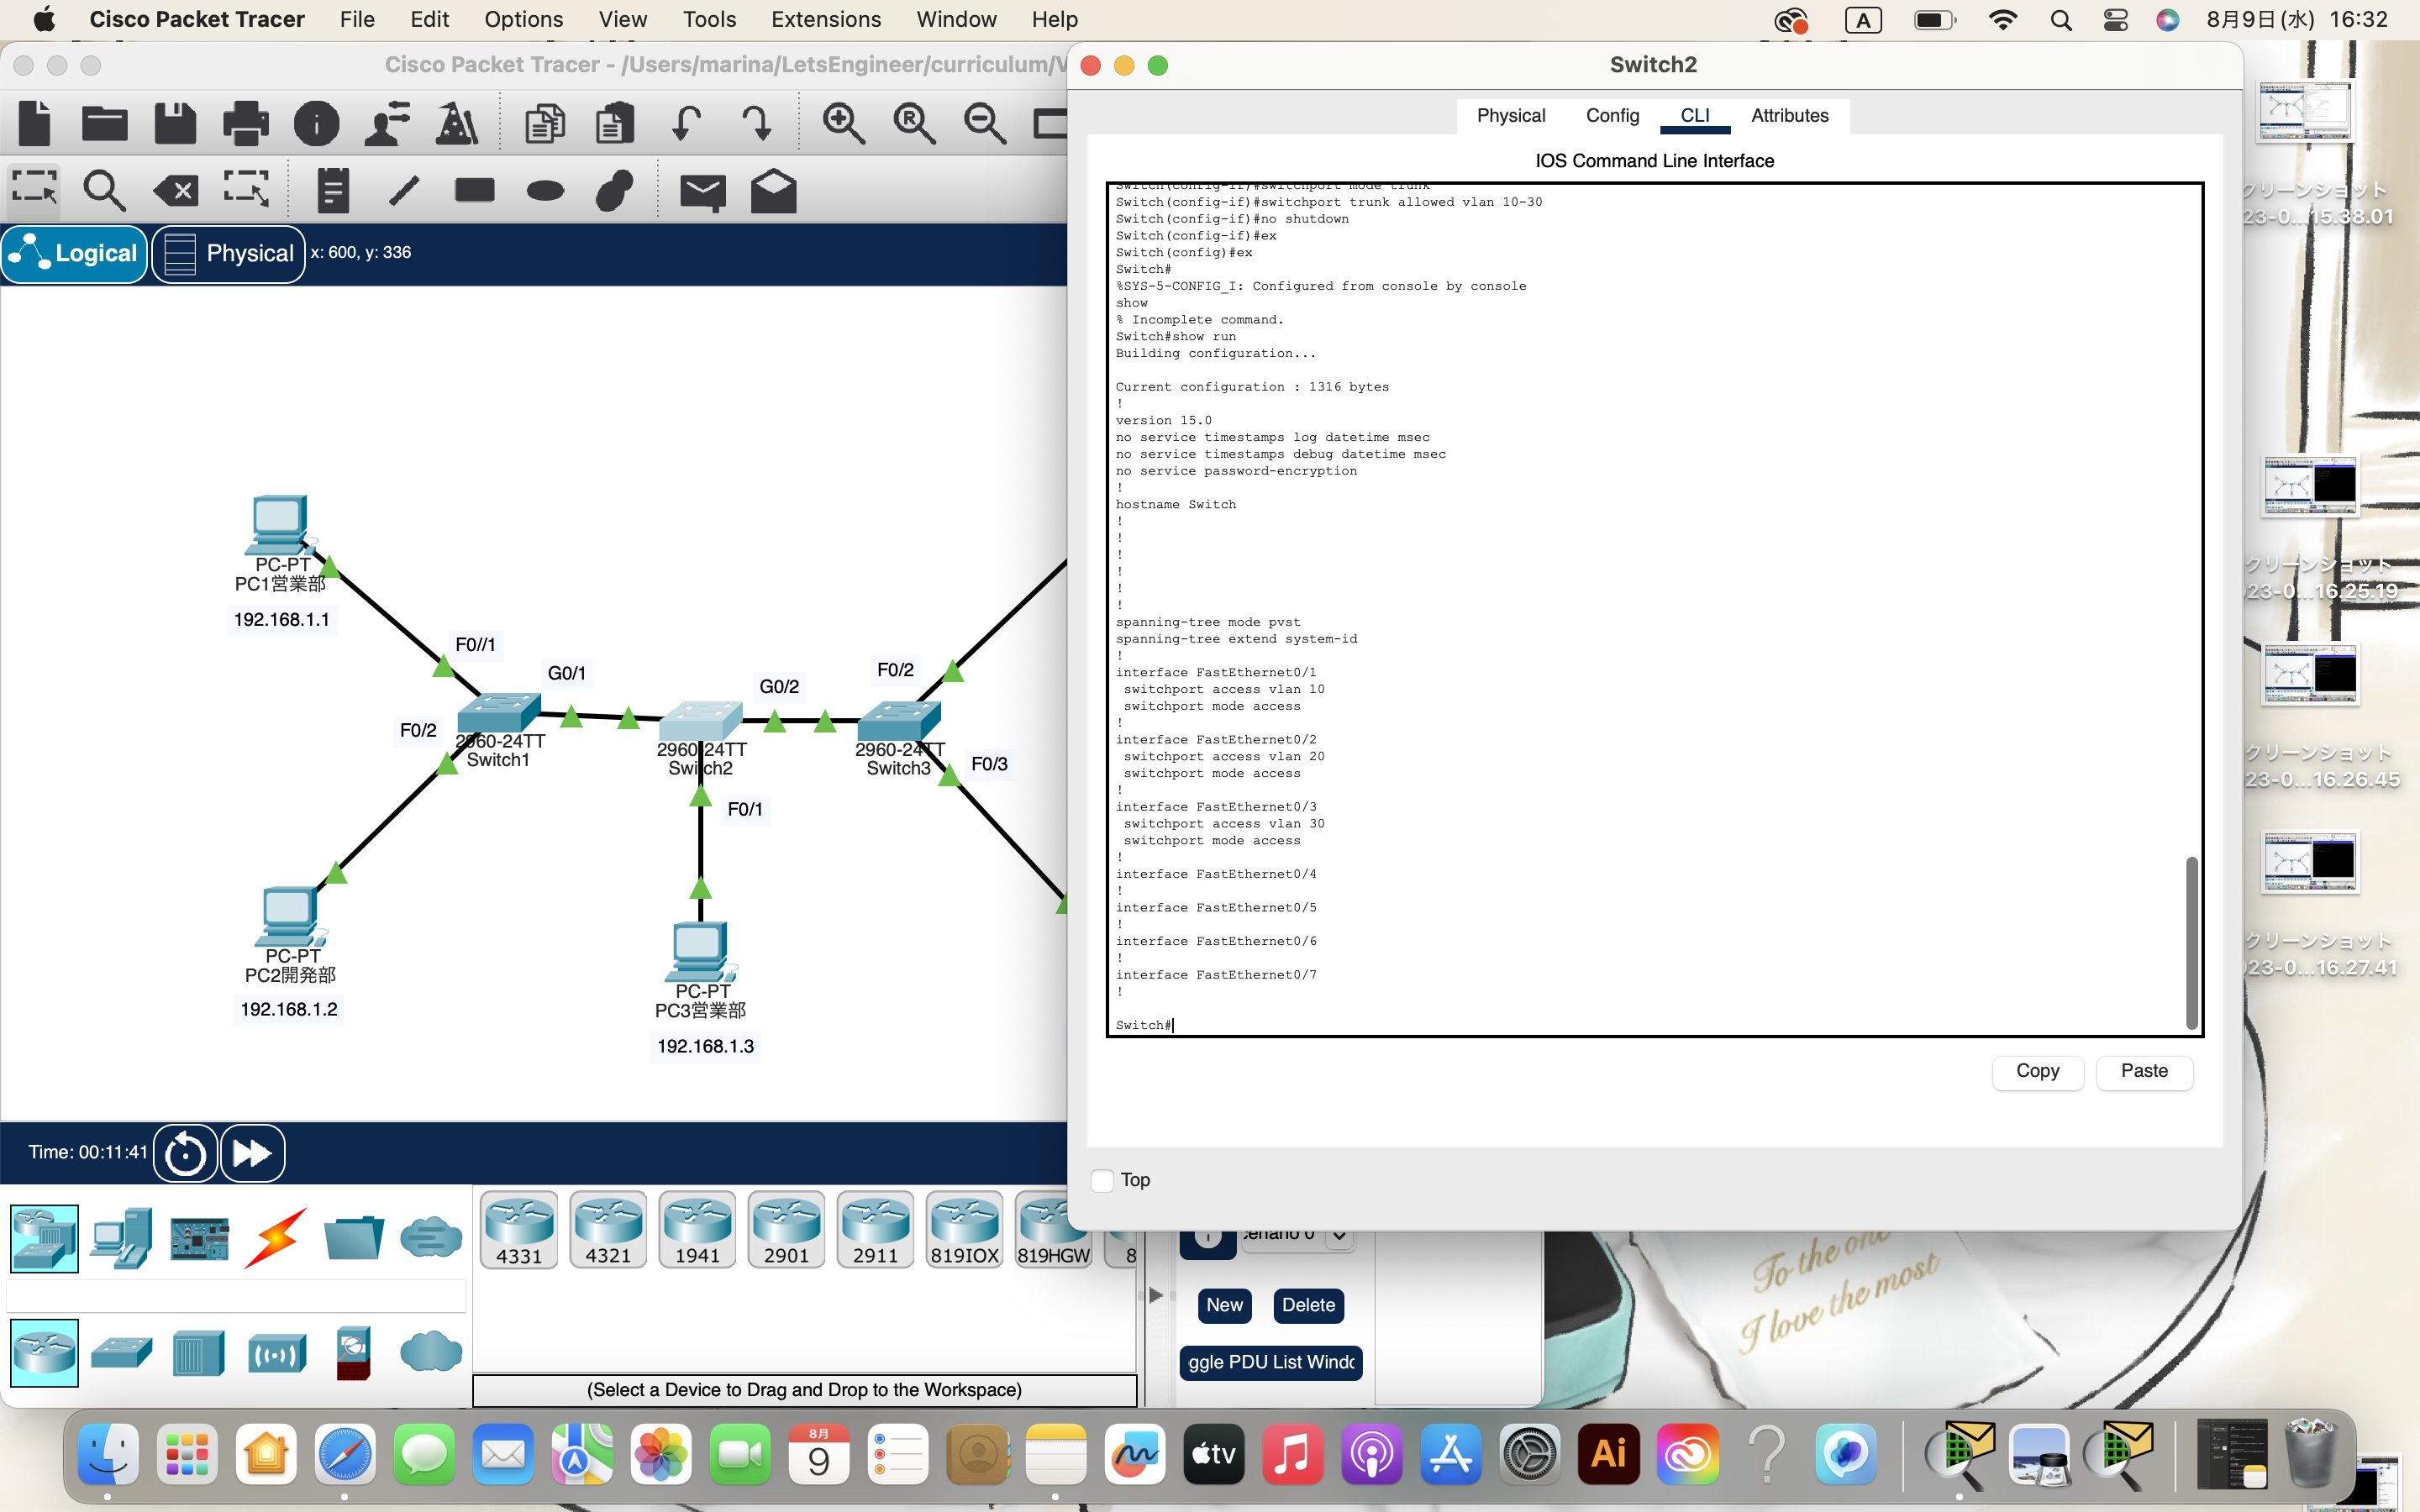 Cisco Packet Tracer File Edit Options View Tools Extensions Window Help
A
8月9日(水) 16:32
Cisco Packet Tracer - /Users/marina/LetsEngineer/curriculum/V
Logical
Physical
x: 600, y: 336
PC-PT
PC1営業部
192.168.1.1
F0//1
G0/1
F0/2
2960-24TT
Switch1
G0/2
2960-24TT
Switch2
F0/2
2960-24TT
Switch3
F0/3
F0/1
PC-PT
PC2開発部
192.168.1.2
PC-PT
PC3営業部
192.168.1.3
Time: 00:11:41
4331
4321
1941
2901
2911
819IOX
819HGW
8
(Select a Device to Drag and Drop to the Workspace)
New
Delete
ggle PDU List Windo
Switch2
Physical Config CLI Attributes
IOS Command Line Interface
Switch(config-if)#switchport mode trunk
Switch(config-if)#switchport trunk allowed vlan 10-30
Switch(config-if)#no shutdown
Switch(config-if)#ex
Switch(config)#ex
Switch#
%SYS-5-CONFIG_I: Configured from console by console
show
% Incomplete command.
Switch#show run
Building configuration...
Current configuration : 1316 bytes
!
version 15.0
no service timestamps log datetime msec
no service timestamps debug datetime msec
no service password-encryption
!
hostname Switch
!
!
!
!
!
!
spanning-tree mode pvst
spanning-tree extend system-id
!
interface FastEthernet0/1
switchport access vlan 10
switchport mode access
!
interface FastEthernet0/2
switchport access vlan 20
switchport mode access
!
interface FastEthernet0/3
switchport access vlan 30
switchport mode access
!
interface FastEthernet0/4
!
interface FastEthernet0/5
!
interface FastEthernet0/6
!
interface FastEthernet0/7
!
Switch#
Copy
Paste
Top
クリーンショット
23-0...15.38.01
クリーンショット
23-0...16.25.19
クリーンショット
23-0...16.26.45
クリーンショット
23-0...16.27.41
To the one
I love the most
8月
9
tv
Ai